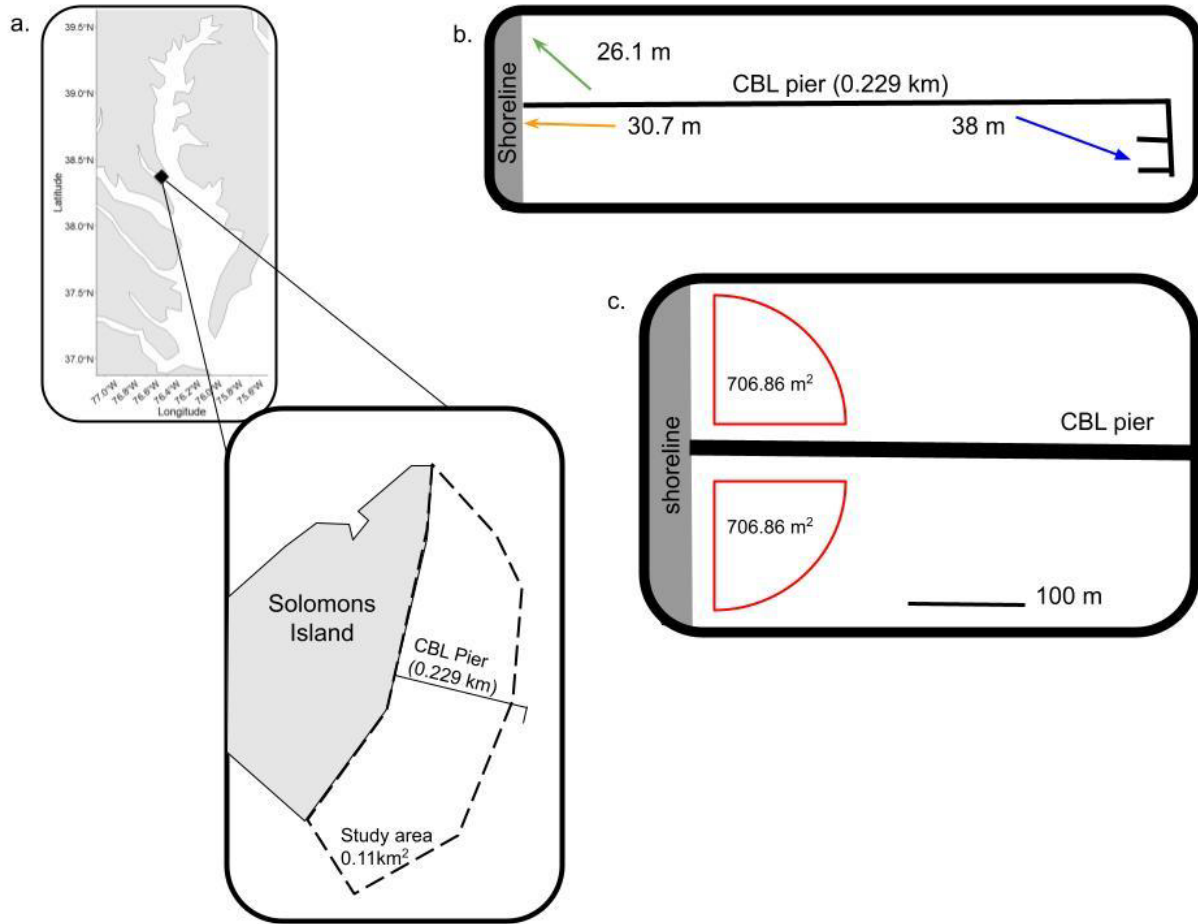 a.
39.5°N
39.0°N
38.5°N
38.0°N
37.5°N
37.0°N
Latitude
77.0°W
76.8°W
76.6°W
76.4°W
76.2°W
76.0°W
75.8°W
75.6°W
Longitude
b.
Shoreline
26.1 m
CBL pier (0.229 km)
30.7 m
38 m
c.
shoreline
706.86 m²
CBL pier
706.86 m²
100 m
Solomons
Island
CBL Pier
(0.229 km)
Study area
0.11km²